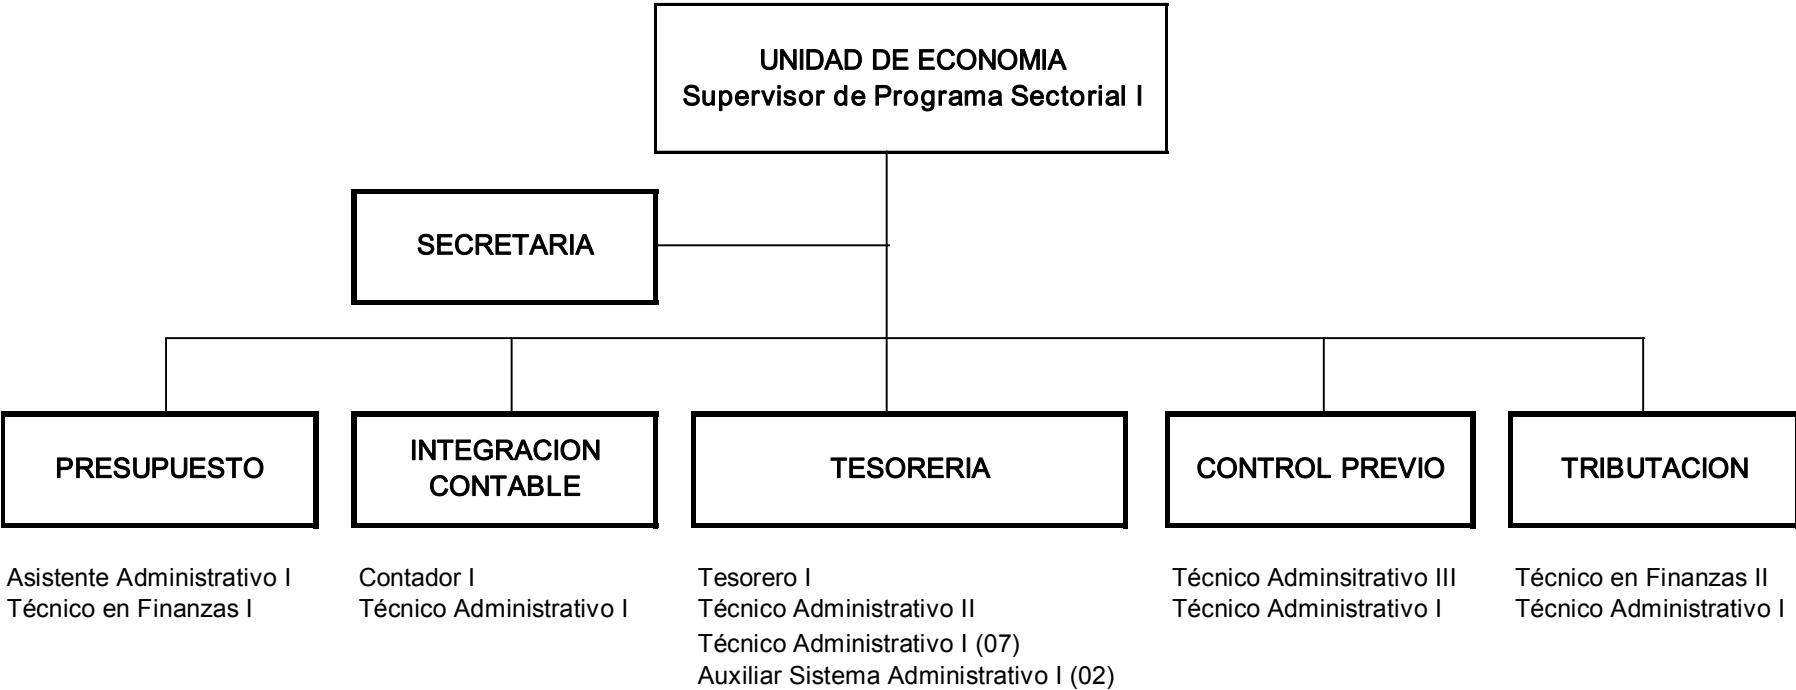 UNIDAD DE ECONOMIA
Supervisor de Programa Sectorial I
SECRETARIA
PRESUPUESTO
INTEGRACION
CONTABLE
TESORERIA
CONTROL PREVIO
TRIBUTACION
Asistente Administrativo I
Técnico en Finanzas I
Contador I
Técnico Administrativo I
Tesorero I
Técnico Administrativo II
Técnico Administrativo I (07)
Auxiliar Sistema Administrativo I (02)
Técnico Adminsitrativo III
Técnico Administrativo I
Técnico en Finanzas II
Técnico Administrativo I